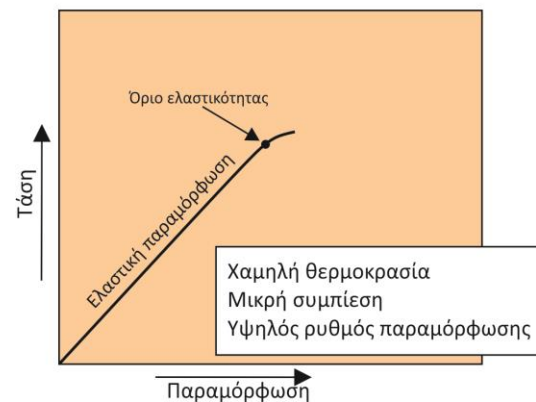 Όριο ελαστικότητας
Τάση
Ελαστική παραμόρφωση
Χαμηλή θερμοκρασία
Μικρή συμπίεση
Υψηλός ρυθμός παραμόρφωσης
Παραμόρφωση